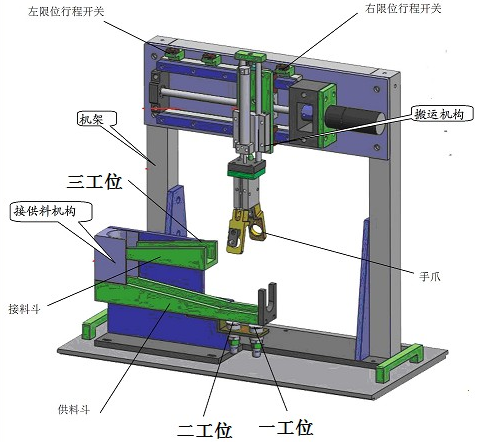 左限位行程开关
右限位行程开关
机架
搬运机构
三工位
接供料机构
手爪
接料斗
供料斗
二工位
一工位